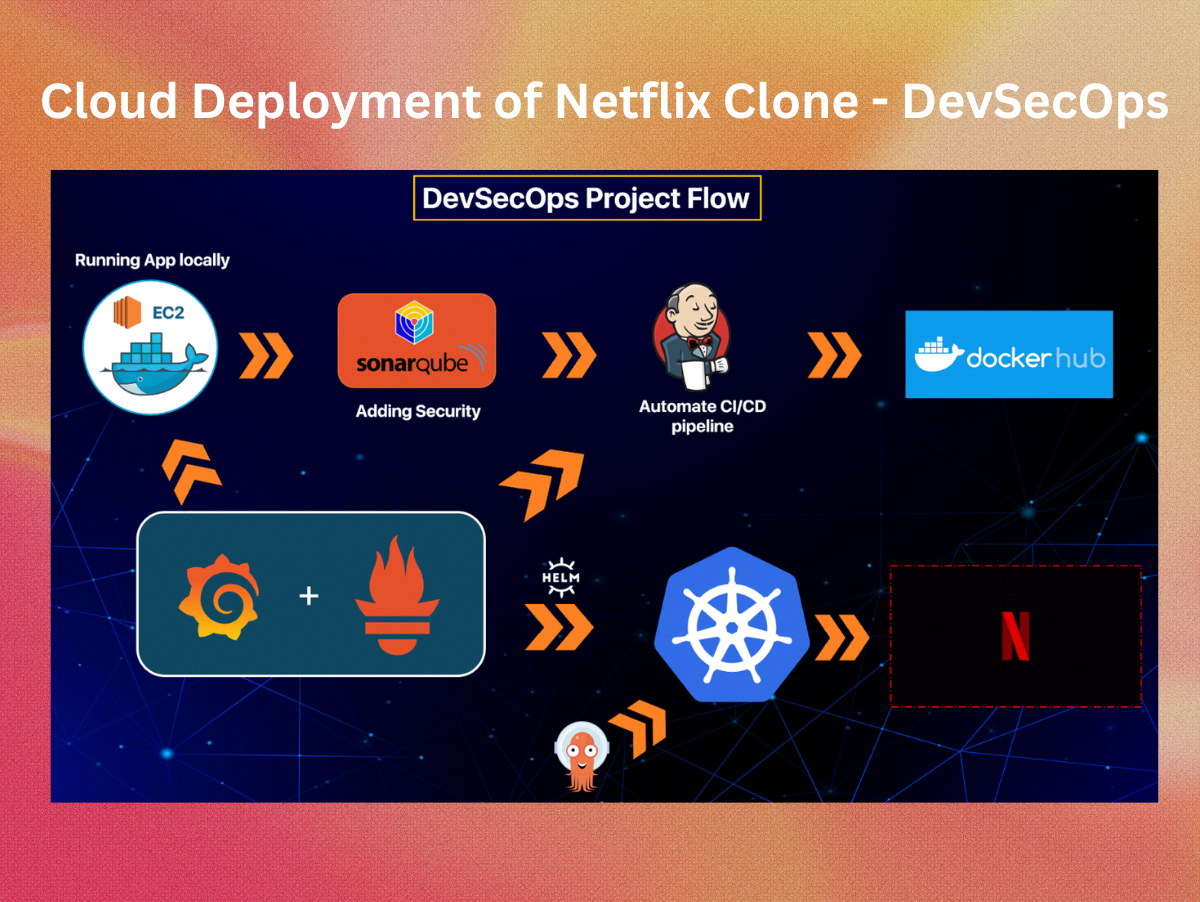 Cloud Deployment of Netflix Clone - DevSecOps
DevSecOps Project Flow
Running App locally
EC2
sonarqube
Adding Security
Automate CI/CD
pipeline
docker hub
HELM
N